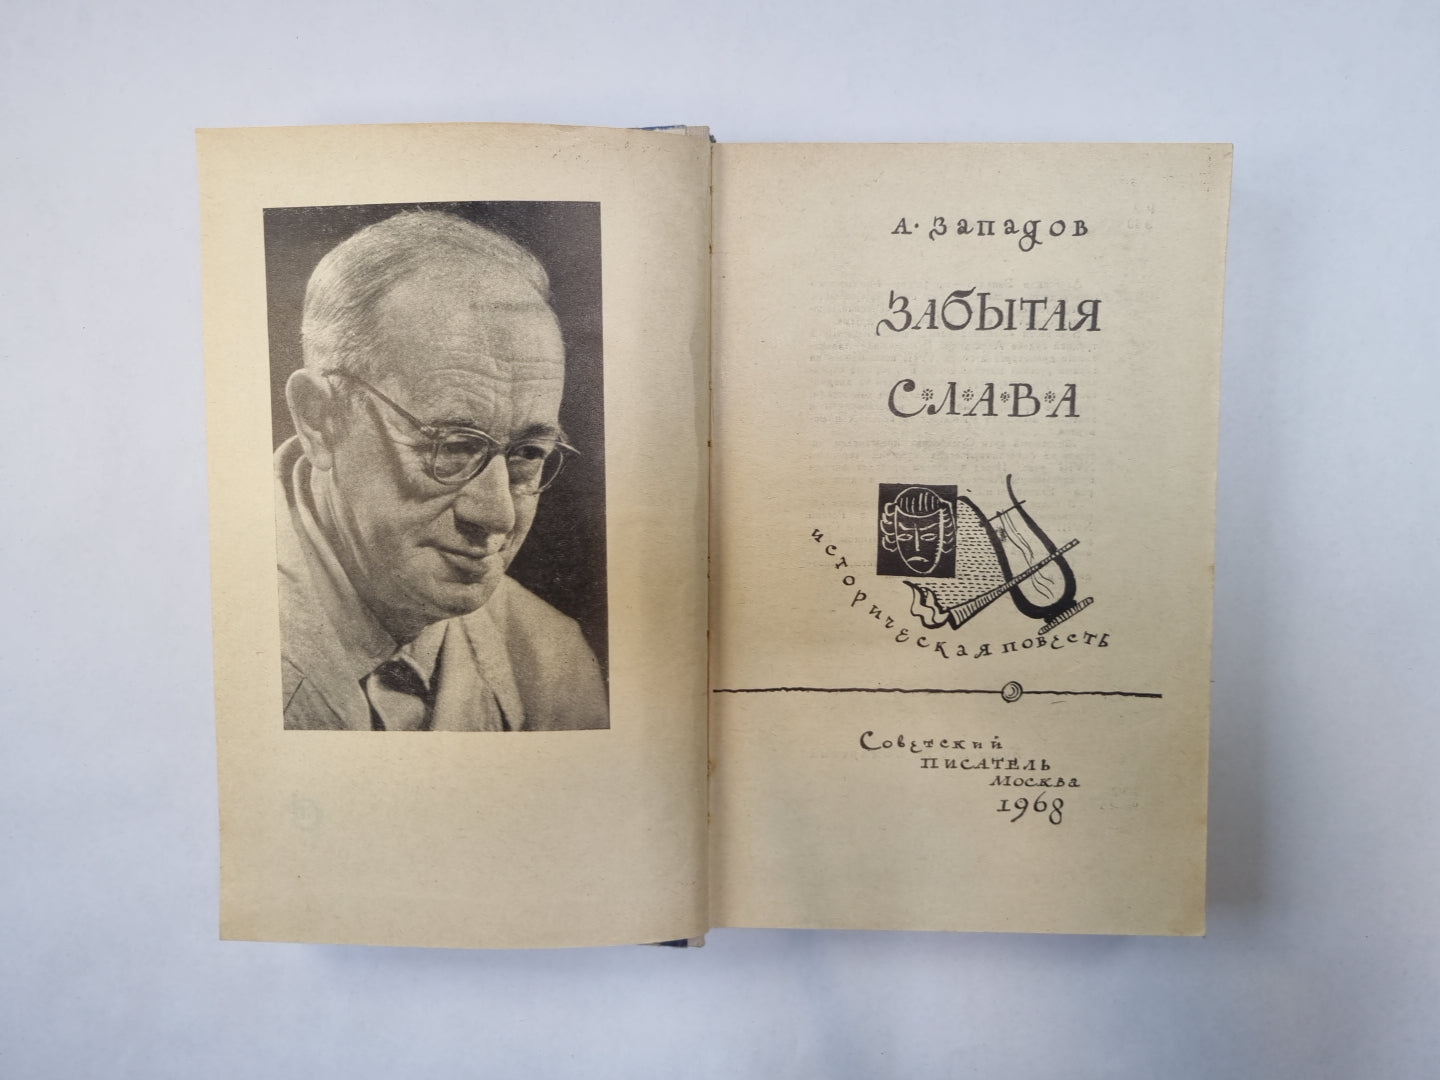 А. Западов
ЗАБЫТАЯ
СЛАВА
историческая повесть
Советский
писатель
Москва
1968